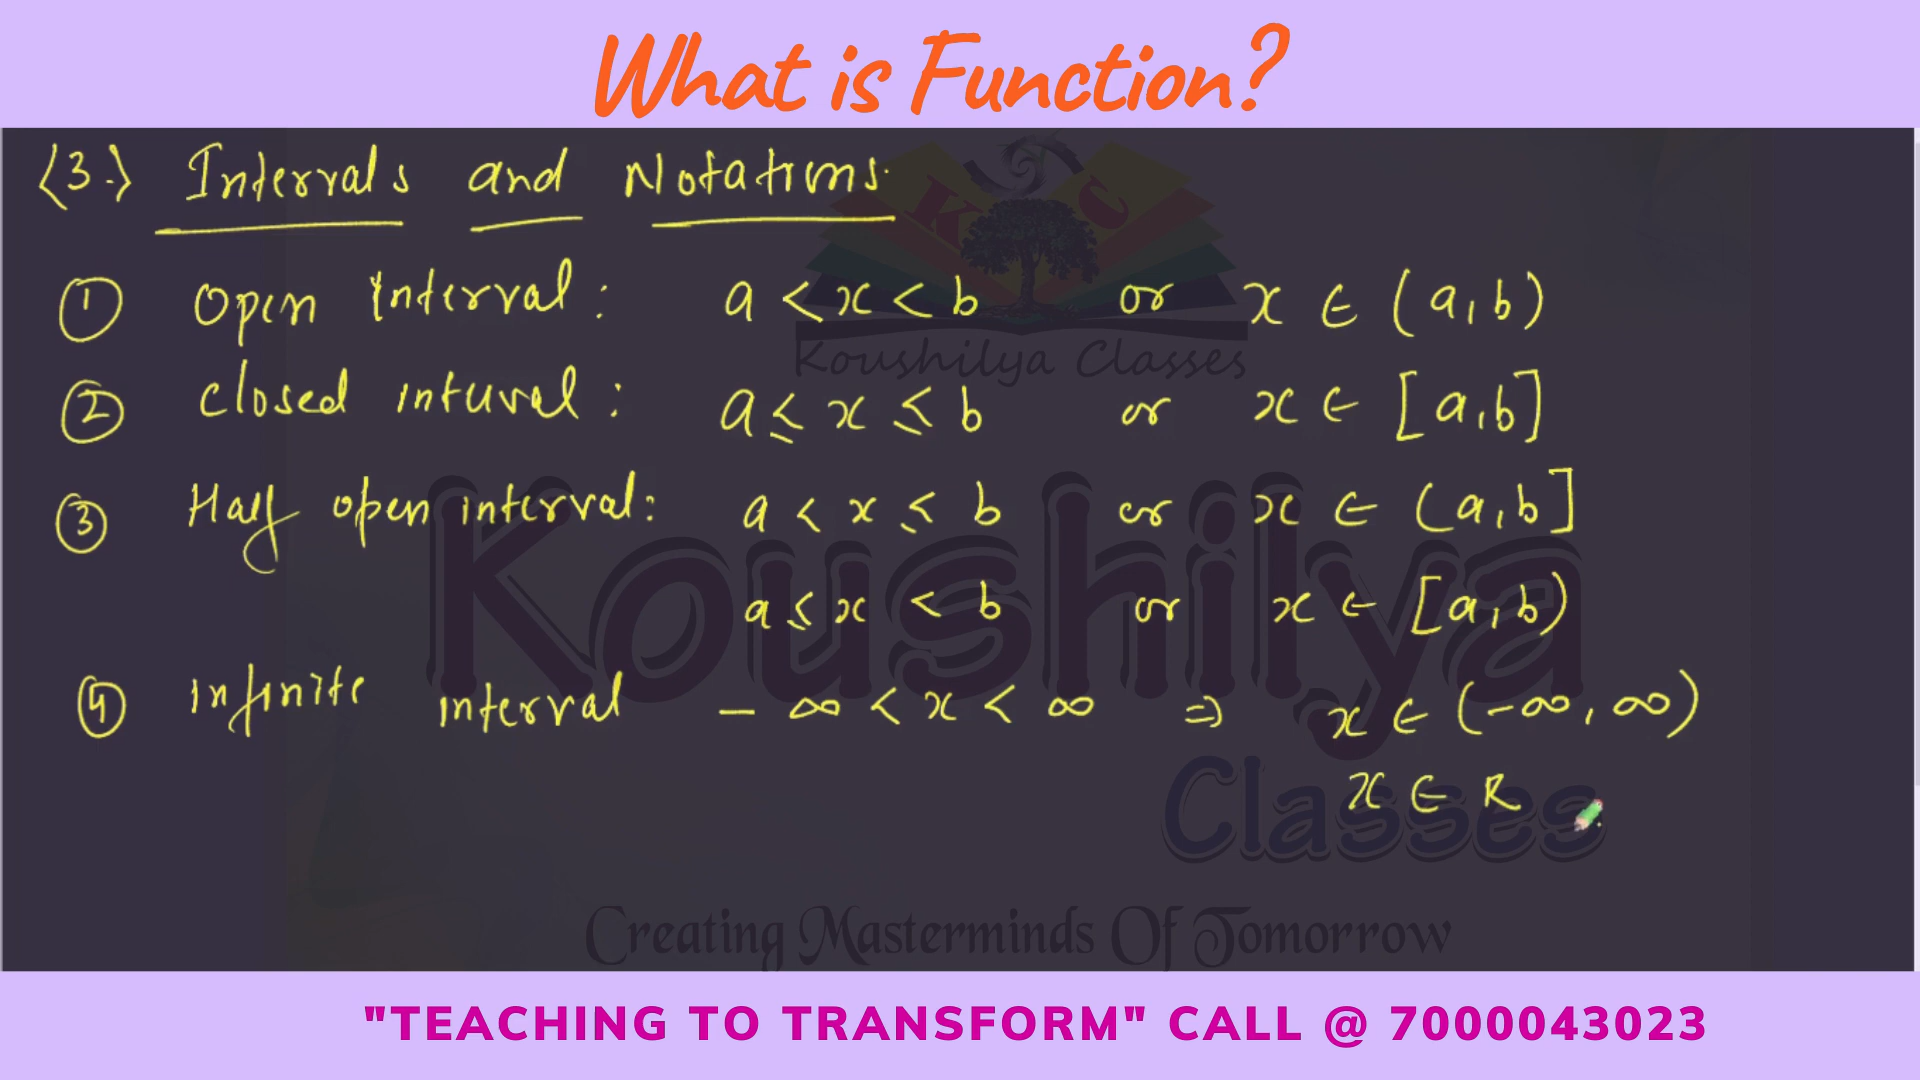 What is Function?
<3.> Intervals and Notations.
K C
① Open interval : a < x < b or x ∈ (a, b)
Koushilya Classes
② Closed interval : a ≤ x ≤ b or x ∈ [a, b]
③ Half open interval : a < x ≤ b or x ∈ (a, b]
a ≤ x < b or x ∈ [a, b)
Koushilya
④ Infinite interval - ∞ < x < ∞ ⇒ x ∈ (-∞, ∞)
x ∈ R
Classes
Creating Masterminds Of Tomorrow
"TEACHING TO TRANSFORM" CALL @ 7000043023